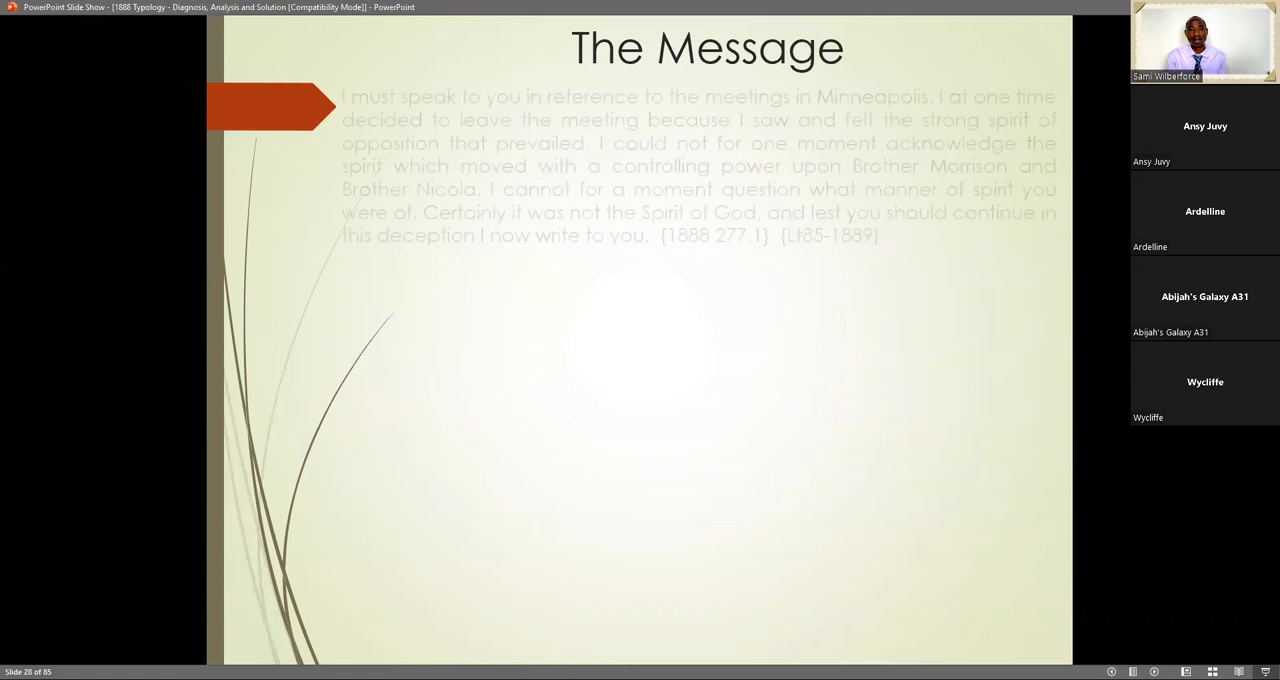 PowerPoint Slide Show - [1888 Typology - Diagnosis, Analysis and Solution [Compatibility Mode]] - PowerPoint
The Message
I must speak to you in reference to the meetings in Minneapolis. I at one time
decided to leave the meeting because I saw and felt the strong spirit of
opposition that prevailed. I could not for one moment acknowledge the
spirit which moved with a controlling power upon Brother Morrison and
Brother Nicola. I cannot for a moment question what manner of spirit you
were of. Certainly it was not the Spirit of God, and lest you should continue in
this deception I now write to you. {1888 277.1} {Lt85-1889}
Sami Wilberforce
Ansy Juvy
Ansy Juvy
Ardelline
Ardelline
Abijah's Galaxy A31
Abijah's Galaxy A31
Wycliffe
Wycliffe
Slide 28 of 85